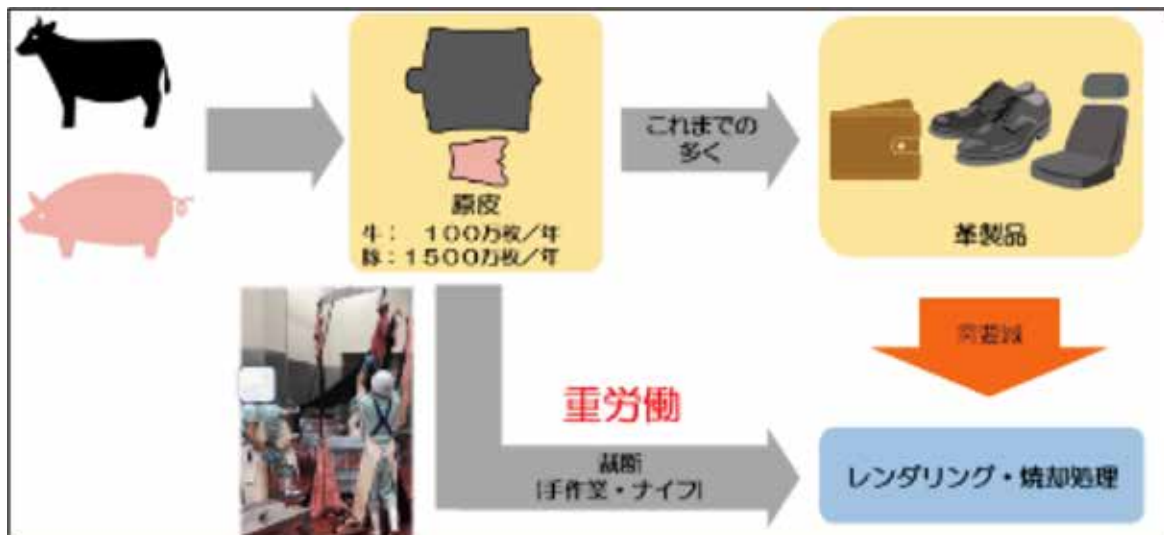 原皮
牛： １００万枚／年
豚：１５００万枚／年
これまでの
多く
革製品
重労働
裁断
(手作業・ナイフ)
レンダリング・焼却処理